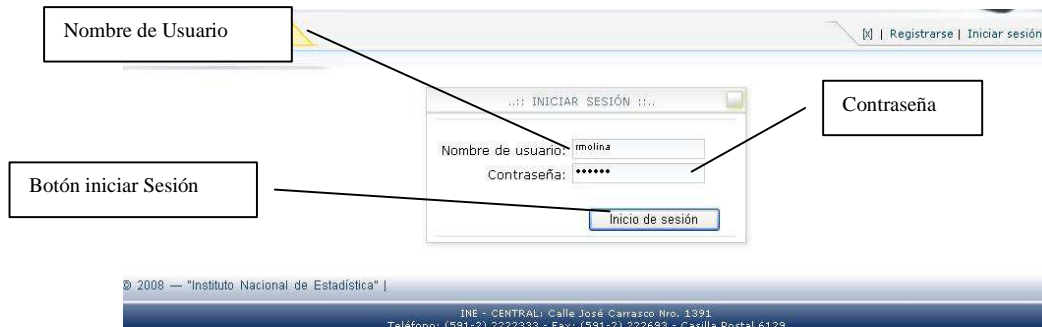 Nombre de Usuario
[X] | Registrarse | Iniciar sesión
..:: INICIAR SESIÓN ::..
Contraseña
Nombre de usuario: rmolina
Contraseña: ••••••
Botón iniciar Sesión
Inicio de sesión
© 2008 — "Instituto Nacional de Estadística" |
INE - CENTRAL: Calle José Carrasco Nro. 1391
Teléfono: (591-2) 2222333 - Fax: (591-2) 222693 - Casilla Postal 6129